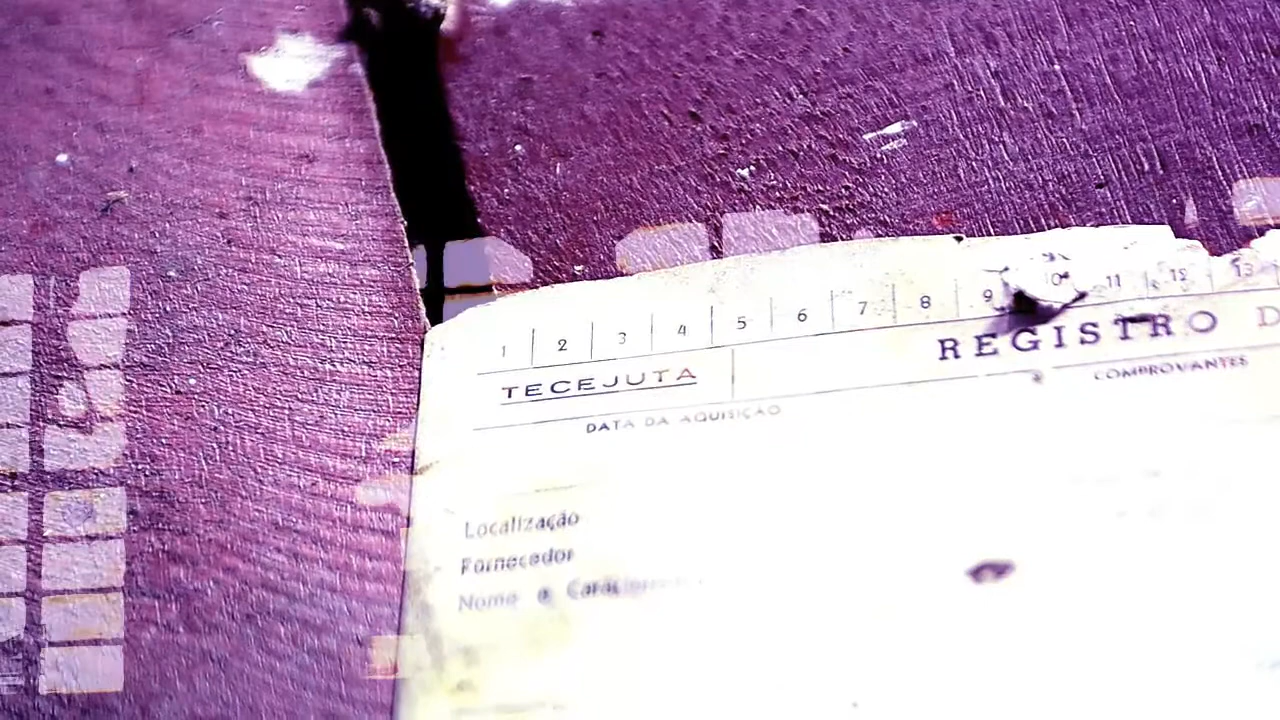 1 2 3 4 5 6 7 8 9 10 11 12 13
REGISTRO D
TECEJUTA
COMPROVANTES
DATA DA AQUISIÇÃO
Localização
Fornecedor
Nome e